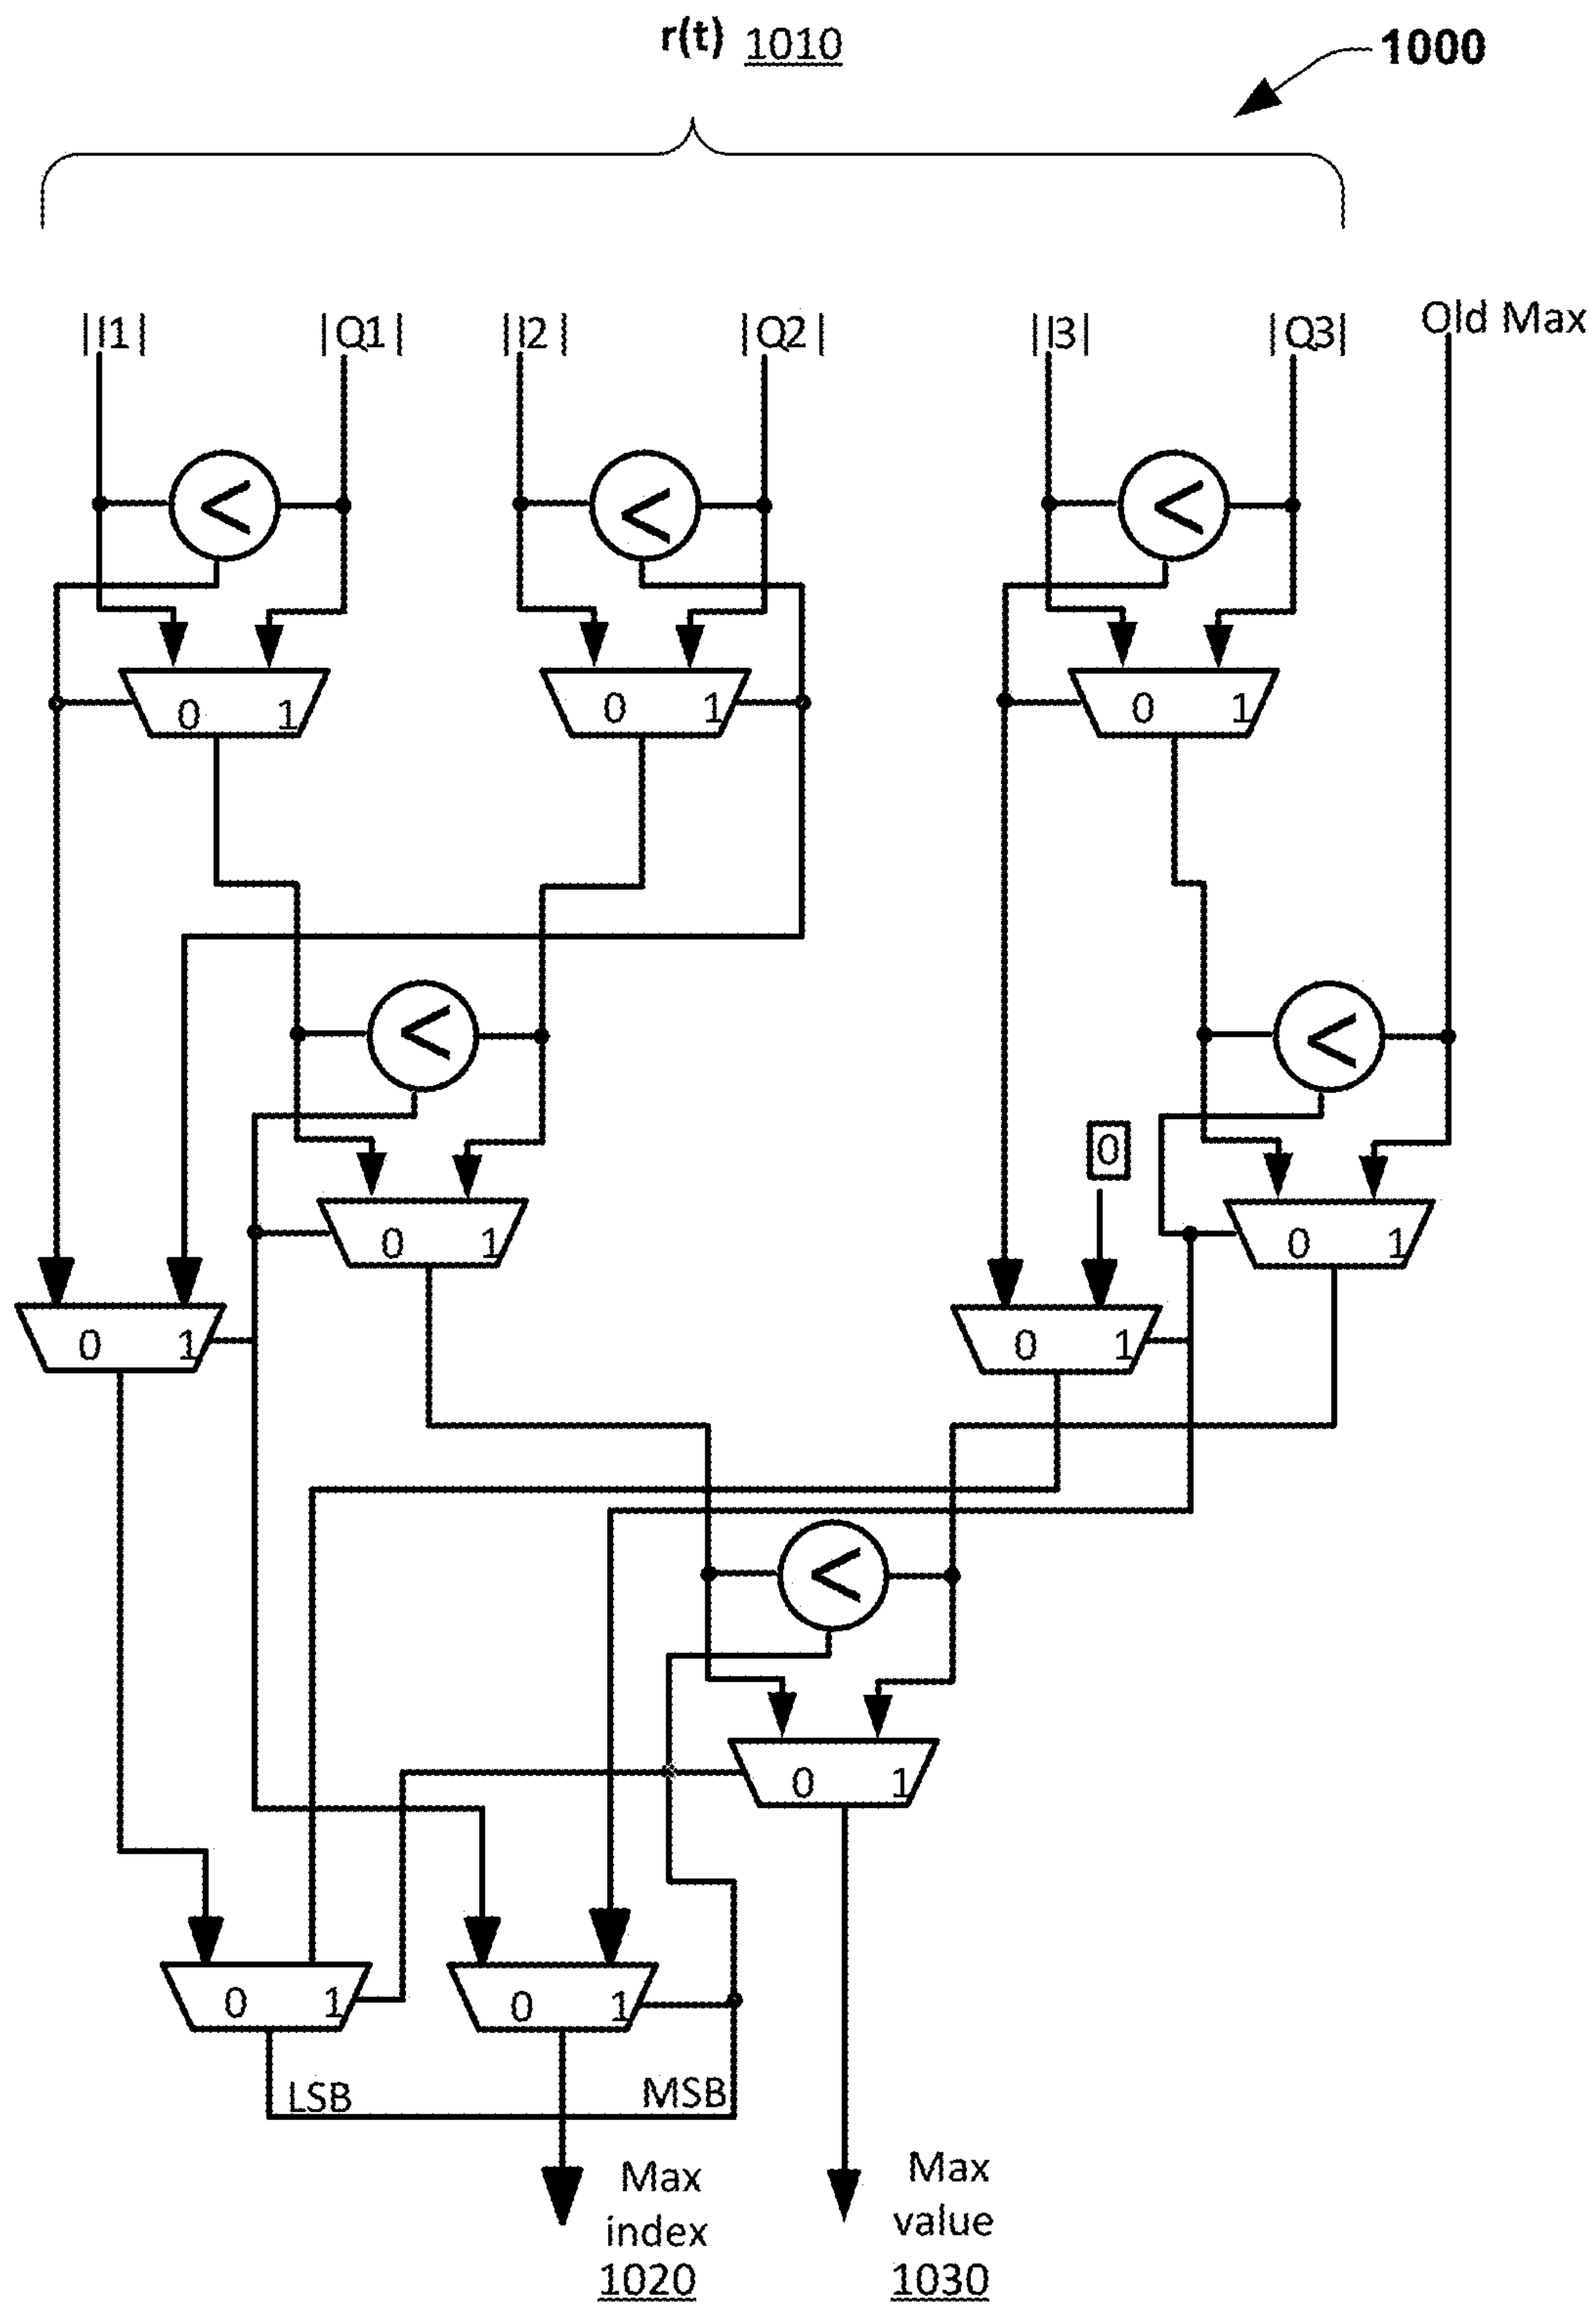 r(t) 1010
1000
|I1| |Q1| |I2 | |Q2 | |I3| |Q3| Old Max
< < <
0 1 0 1 0 1
< <
0
0 1 0 1
0 1 0 1
<
0 1
0 1 0 1
LSB MSB
Max index 1020
Max value 1030